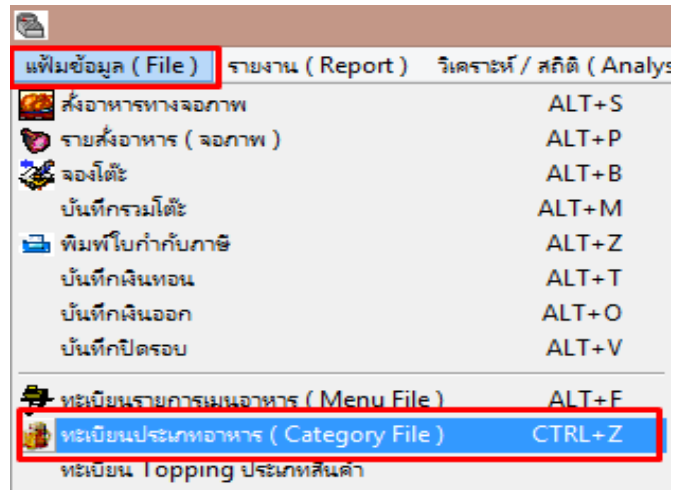 แฟ้มข้อมูล ( File ) รายงาน ( Report ) วิเคราะห์ / สถิติ ( Analys
สั่งอาหารทางจอภาพ ALT+S
รายสั่งอาหาร ( จอภาพ ) ALT+P
จองโต๊ะ ALT+B
บันทึกรวมโต๊ะ ALT+M
พิมพ์ใบกำกับภาษี ALT+Z
บันทึกเงินทอน ALT+T
บันทึกเงินออก ALT+O
บันทึกปิดรอบ ALT+V
ทะเบียนรายการเมนูอาหาร ( Menu File ) ALT+F
ทะเบียนประเภทอาหาร ( Category File ) CTRL+Z
ทะเบียน Topping ประเภทสินค้า